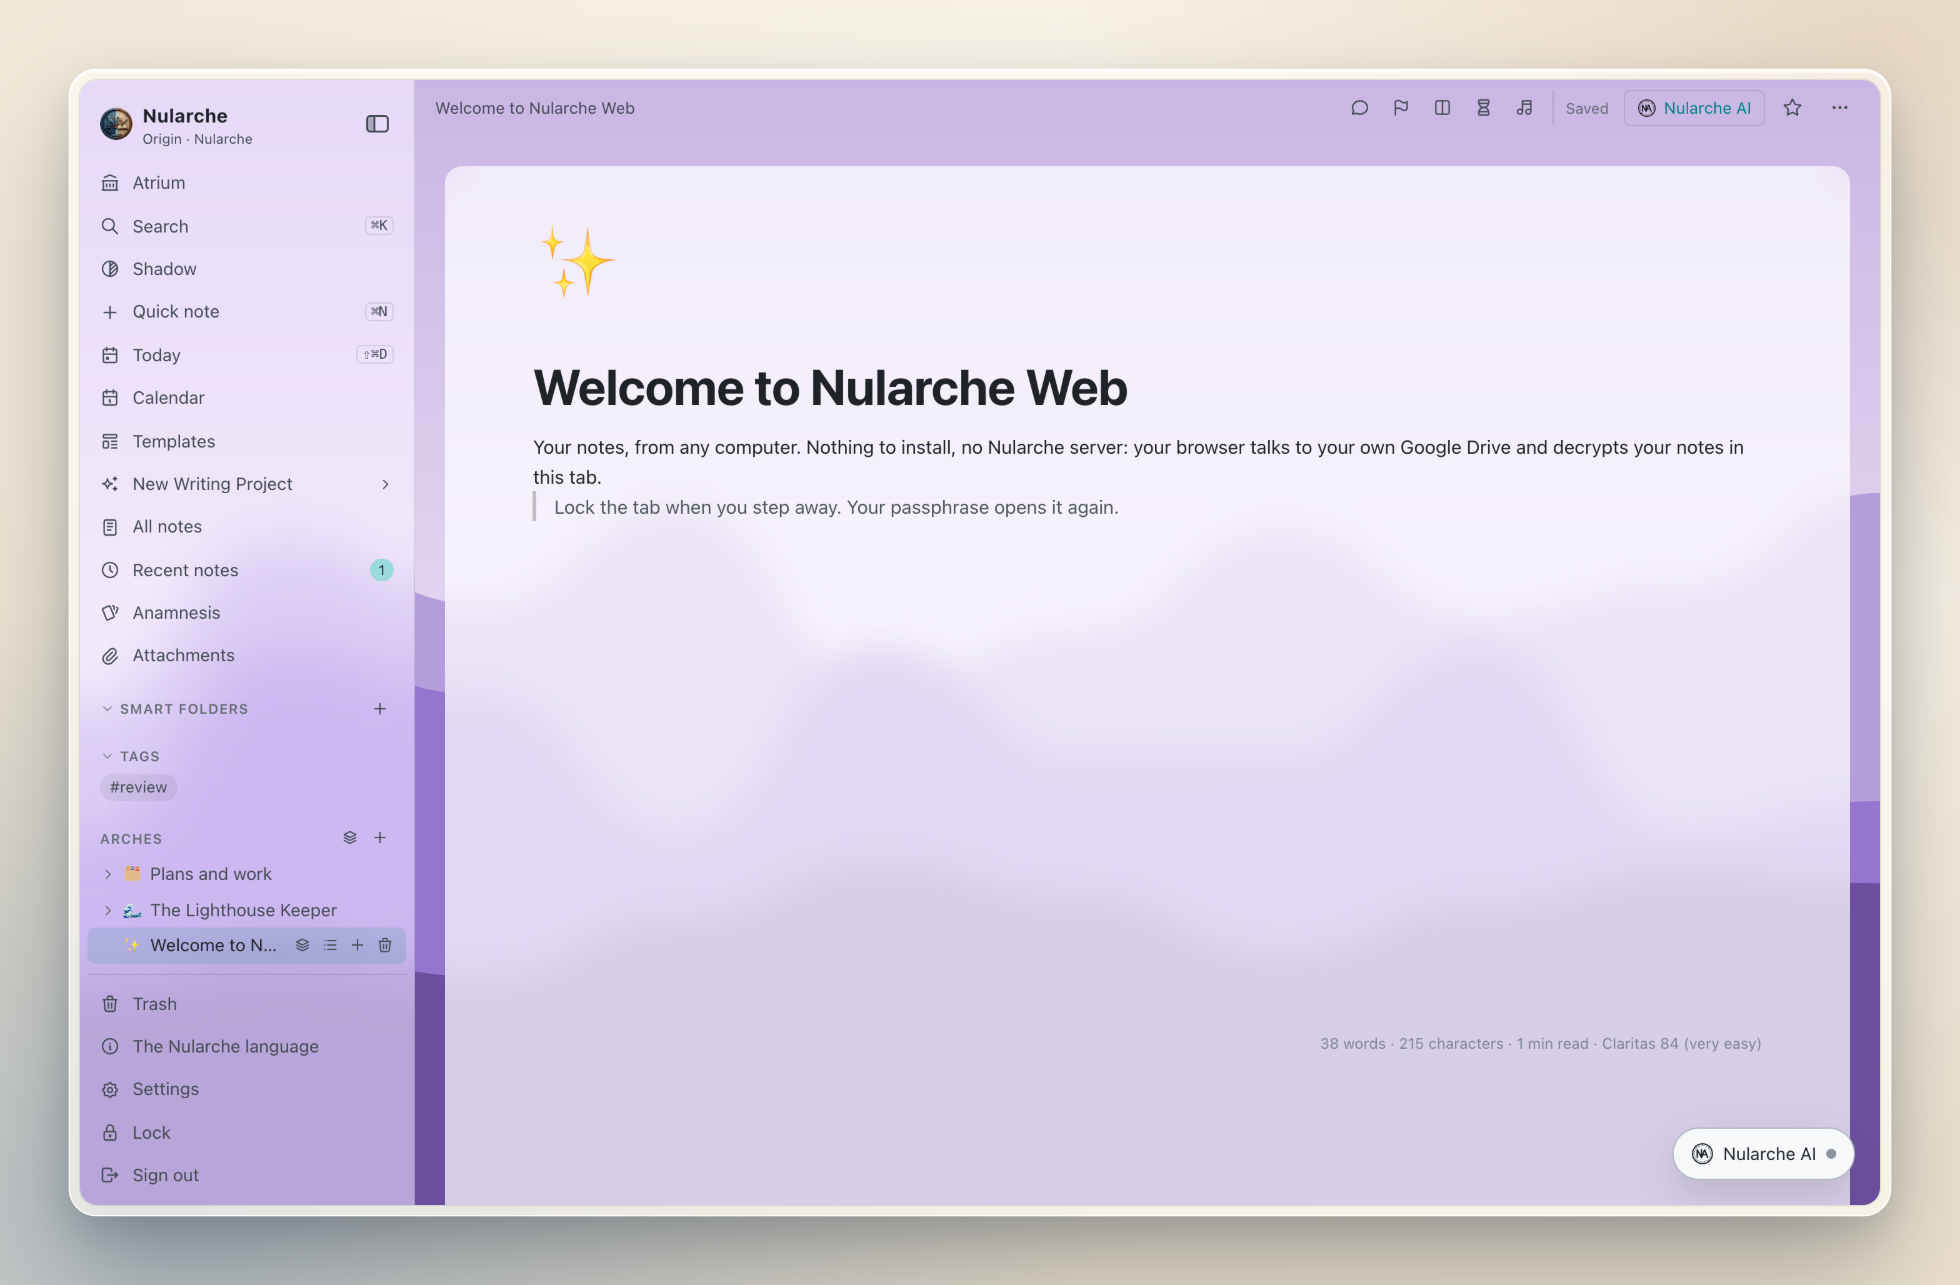 Nularche
Origin · Nularche
Atrium
Search ⌘K
Shadow
Quick note ⌘N
Today ⇧⌘D
Calendar
Templates
New Writing Project
All notes
Recent notes 1
Anamnesis
Attachments
SMART FOLDERS
TAGS
#review
ARCHES
Plans and work
The Lighthouse Keeper
Welcome to N...
Trash
The Nularche language
Settings
Lock
Sign out
Welcome to Nularche Web
Saved
NA Nularche AI
Welcome to Nularche Web
Your notes, from any computer. Nothing to install, no Nularche server: your browser talks to your own Google Drive and decrypts your notes in
this tab.
Lock the tab when you step away. Your passphrase opens it again.
38 words · 215 characters · 1 min read · Claritas 84 (very easy)
NA Nularche AI